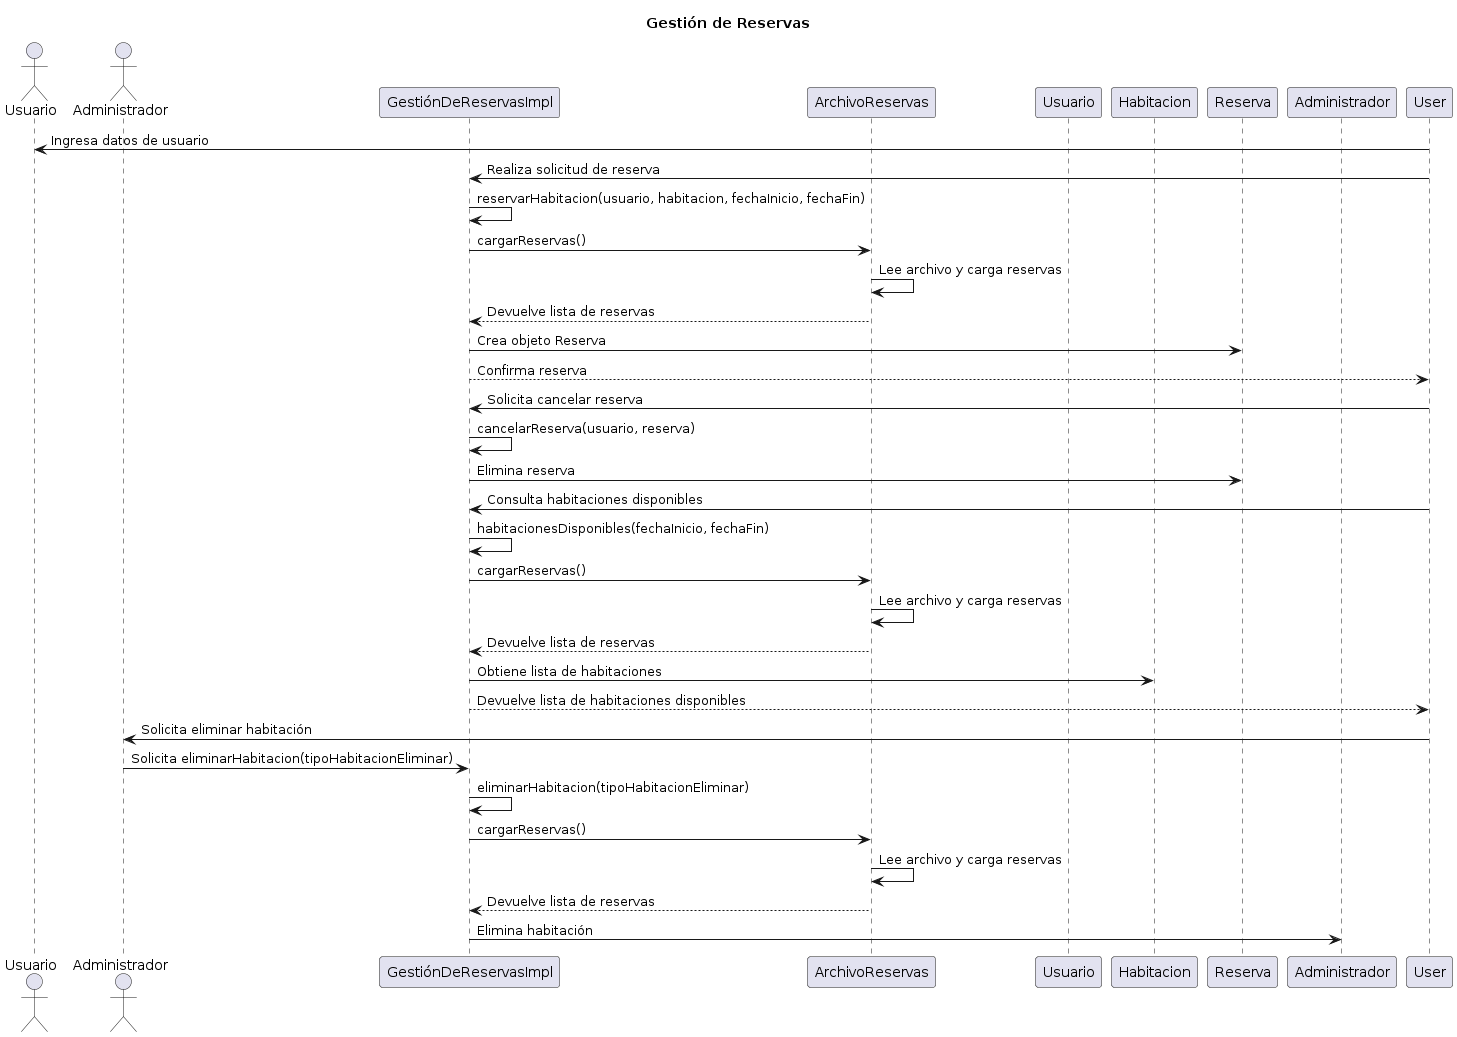 Gestión de Reservas
Usuario
Administrador
GestiónDeReservasImpl
ArchivoReservas
Usuario
Habitacion
Reserva
Administrador
User
Ingresa datos de usuario
Realiza solicitud de reserva
reservarHabitacion(usuario, habitacion, fechaInicio, fechaFin)
cargarReservas()
Lee archivo y carga reservas
Devuelve lista de reservas
Crea objeto Reserva
Confirma reserva
Solicita cancelar reserva
cancelarReserva(usuario, reserva)
Elimina reserva
Consulta habitaciones disponibles
habitacionesDisponibles(fechaInicio, fechaFin)
cargarReservas()
Lee archivo y carga reservas
Devuelve lista de reservas
Obtiene lista de habitaciones
Devuelve lista de habitaciones disponibles
Solicita eliminar habitación
Solicita eliminarHabitacion(tipoHabitacionEliminar)
eliminarHabitacion(tipoHabitacionEliminar)
cargarReservas()
Lee archivo y carga reservas
Devuelve lista de reservas
Elimina habitación
Usuario
Administrador
GestiónDeReservasImpl
ArchivoReservas
Usuario
Habitacion
Reserva
Administrador
User